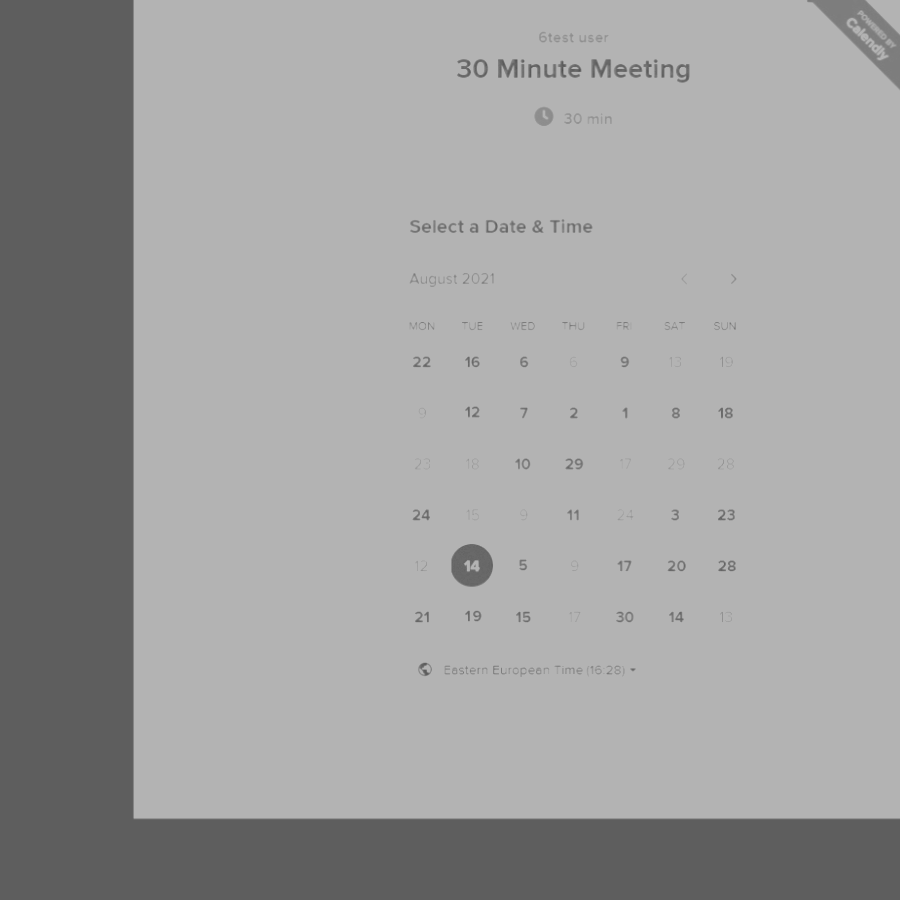 POWERED BY
Calendly
6test user
30 Minute Meeting
30 min
Select a Date & Time
August 2021
MON TUE WED THU FRI SAT SUN
22 16 6 6 9 13 19
9 12 7 2 1 8 18
23 18 10 29 17 29 28
24 15 9 11 24 3 23
12 14 5 9 17 20 28
21 19 15 17 30 14 13
Eastern European Time (16:28)